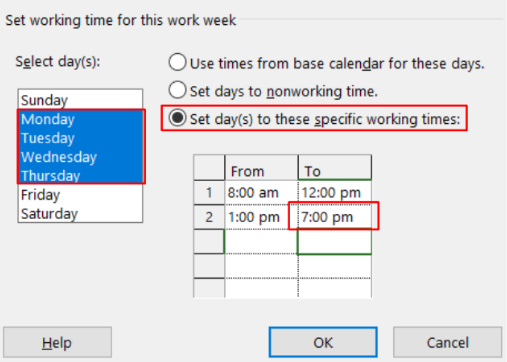 Set working time for this work week
Select day(s):
Sunday
Monday
Tuesday
Wednesday
Thursday
Friday
Saturday
Use times from base calendar for these days.
Set days to nonworking time.
Set day(s) to these specific working times:
From To
1 8:00 am 12:00 pm
2 1:00 pm 7:00 pm
Help OK Cancel